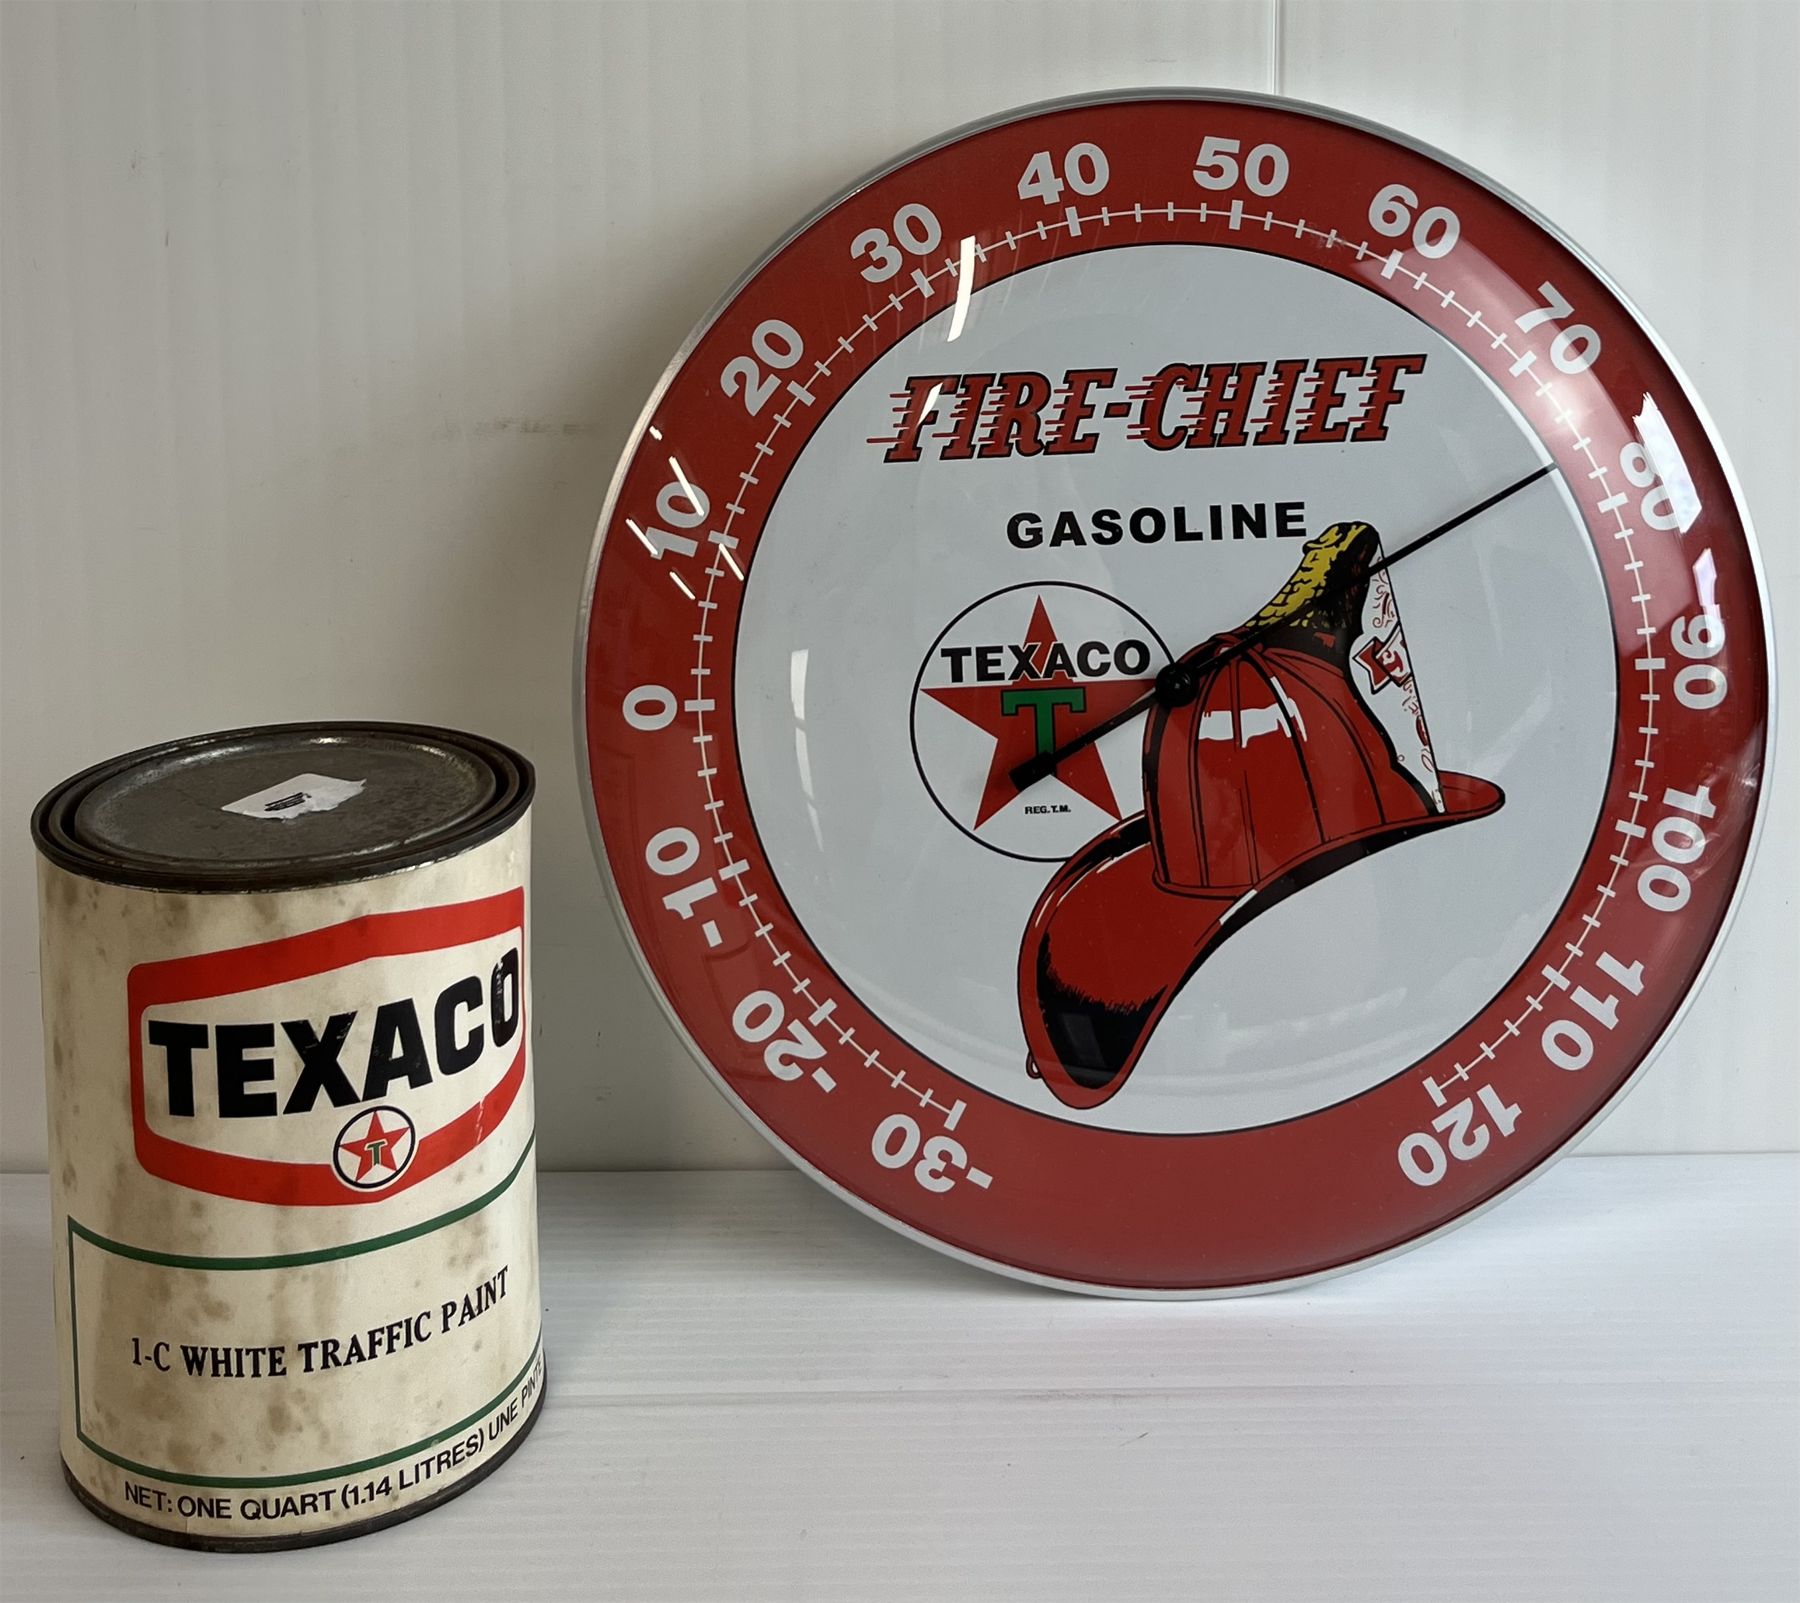 TEXACO
T
1-C WHITE TRAFFIC PAINT
NET: ONE QUART (1.14 LITRES) UNE PINTE
-30 -20 -10 0 10 20 30 40 50 60 70 80 90 100 110 120
FIRE-CHIEF
GASOLINE
TEXACO
T
REG. T.M.